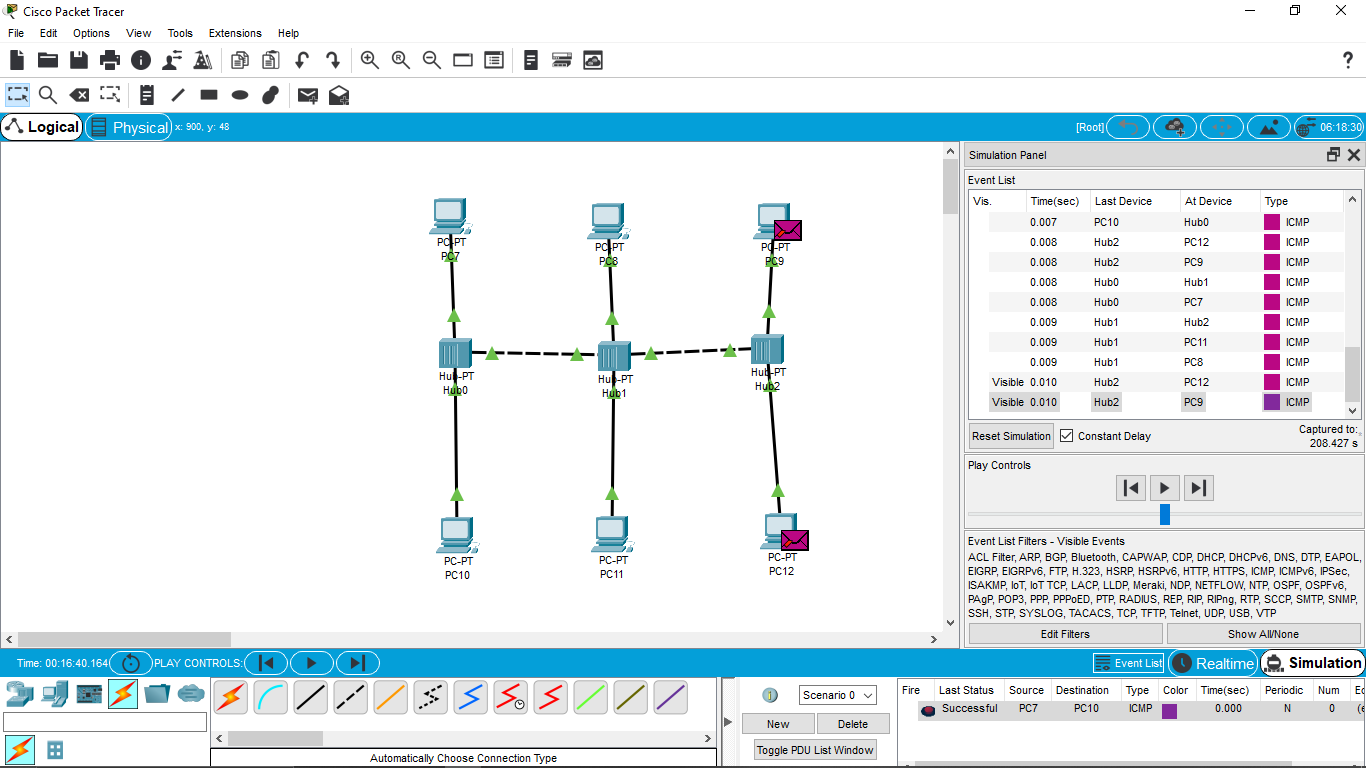 Cisco Packet Tracer
File Edit Options View Tools Extensions Help
?
Logical Physical x: 900, y: 48 [Root] 06:18:30
PC-PT
PC7
PC-PT
PC8
PC-PT
PC9
Hub-PT
Hub0
Hub-PT
Hub1
Hub-PT
Hub2
PC-PT
PC10
PC-PT
PC11
PC-PT
PC12
Simulation Panel
Event List
Vis. Time(sec) Last Device At Device Type
0.007 PC10 Hub0 ICMP
0.008 Hub2 PC12 ICMP
0.008 Hub2 PC9 ICMP
0.008 Hub0 Hub1 ICMP
0.008 Hub0 PC7 ICMP
0.009 Hub1 Hub2 ICMP
0.009 Hub1 PC11 ICMP
0.009 Hub1 PC8 ICMP
Visible 0.010 Hub2 PC12 ICMP
Visible 0.010 Hub2 PC9 ICMP
Reset Simulation Constant Delay Captured to:
208.427 s
Play Controls
Event List Filters - Visible Events
ACL Filter, ARP, BGP, Bluetooth, CAPWAP, CDP, DHCP, DHCPv6, DNS, DTP, EAPOL,
EIGRP, EIGRPv6, FTP, H.323, HSRP, HSRPv6, HTTP, HTTPS, ICMP, ICMPv6, IPSec,
ISAKMP, IoT, IoT TCP, LACP, LLDP, Meraki, NDP, NETFLOW, NTP, OSPF, OSPFv6,
PAgP, POP3, PPP, PPPoED, PTP, RADIUS, REP, RIP, RIPng, RTP, SCCP, SMTP, SNMP,
SSH, STP, SYSLOG, TACACS, TCP, TFTP, Telnet, UDP, USB, VTP
Edit Filters Show All/None
Time: 00:16:40.164 PLAY CONTROLS: Event List Realtime Simulation
Scenario 0
New Delete
Toggle PDU List Window
Fire Last Status Source Destination Type Color Time(sec) Periodic Num
Successful PC7 PC10 ICMP 0.000 N 0
Automatically Choose Connection Type